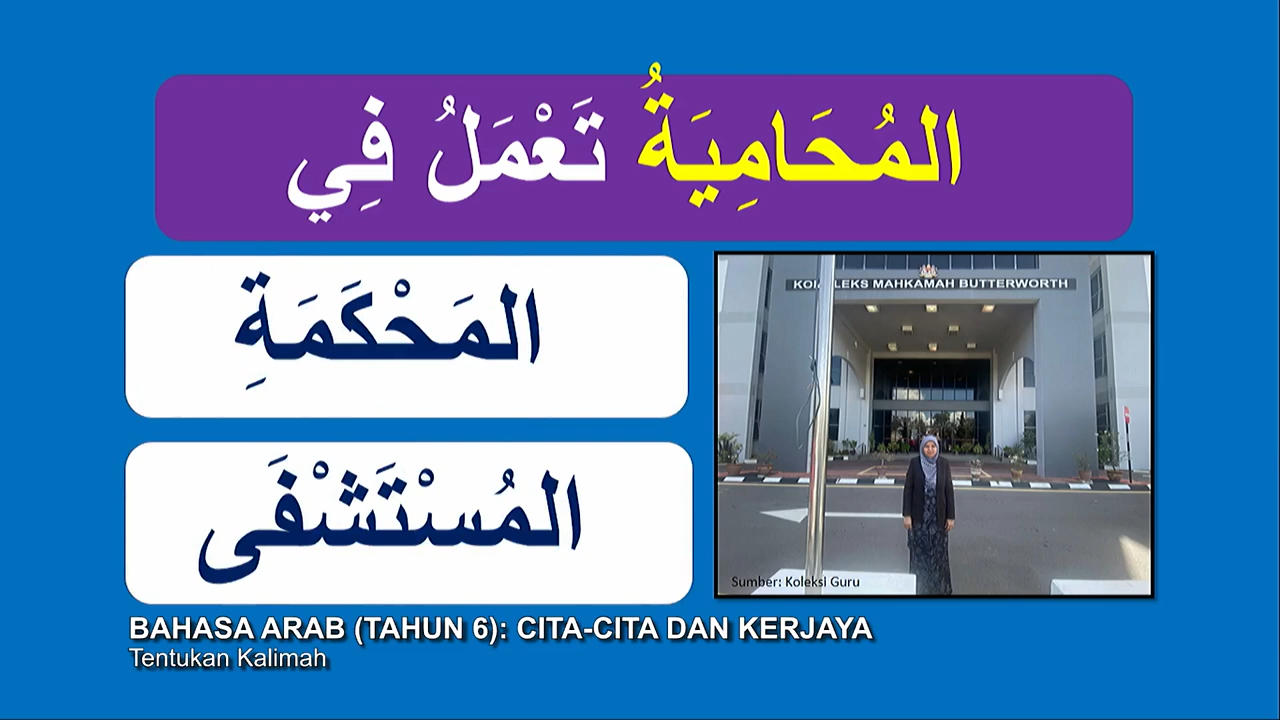 المُحَامِيَةُ تَعْمَلُ فِي
المَحْكَمَةِ
المُسْتَشْفَى
MAHKAMAH BUTTERWORTH
Sumber: Koleksi Guru
BAHASA ARAB (TAHUN 6): CITA-CITA DAN KERJAYA
Tentukan Kalimah